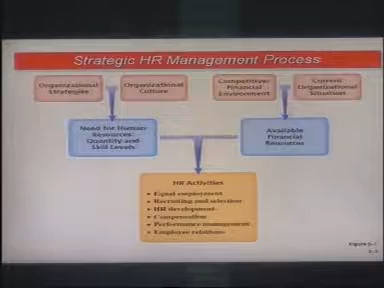 Strategic HR Management Process
Organizational
Strategies
Organizational
Culture
Competitive/
Financial
Environment
Current
Organizational
Situation
Need for Human
Resources:
Quantity and
Skill Levels
Available
Financial
Resources
HR Activities
Equal employment
Recruiting and selection
HR development
Compensation
Performance management
Employee relations